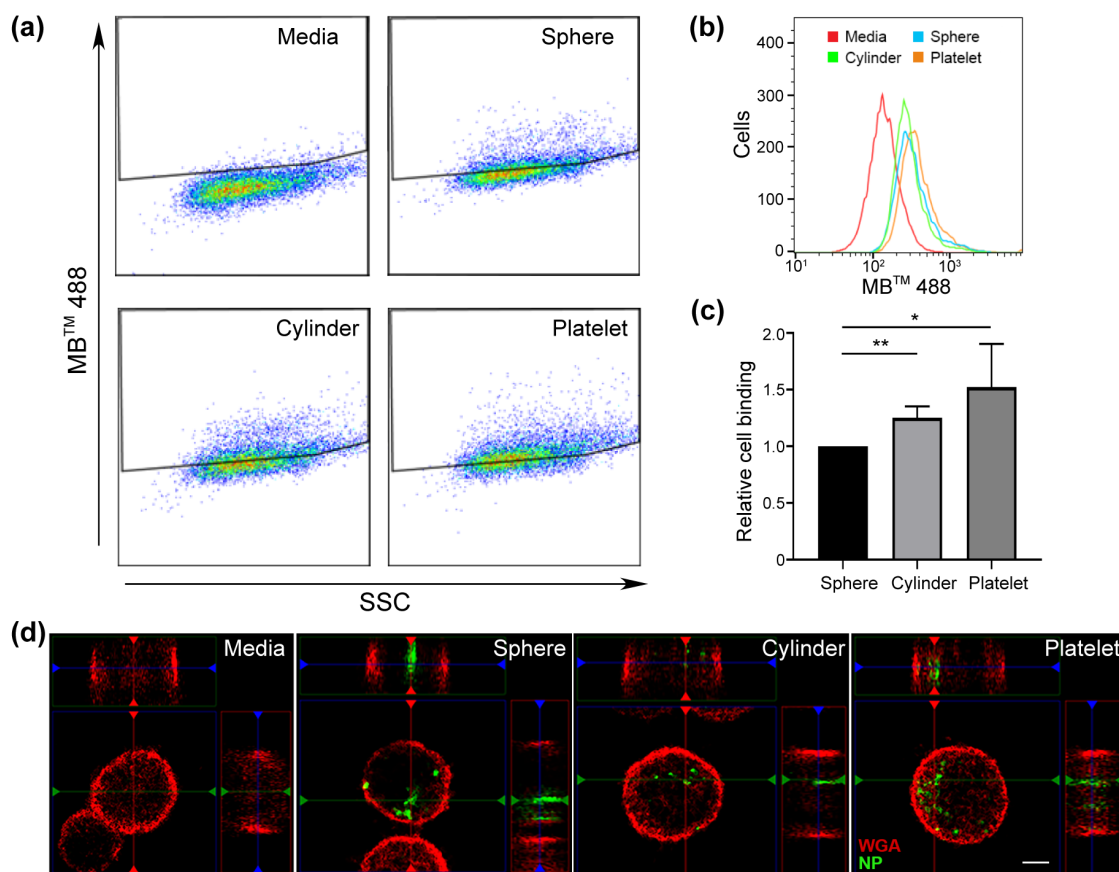 (a)
Media
Sphere
Cylinder
Platelet
MB™ 488
SSC
(b)
400
300
200
100
0
Cells
Media
Sphere
Cylinder
Platelet
10¹
10²
10³
MB™ 488
(c)
2.0
1.5
1.0
0.5
0
Relative cell binding
*
**
Sphere
Cylinder
Platelet
(d)
Media
Sphere
Cylinder
Platelet
WGA
NP